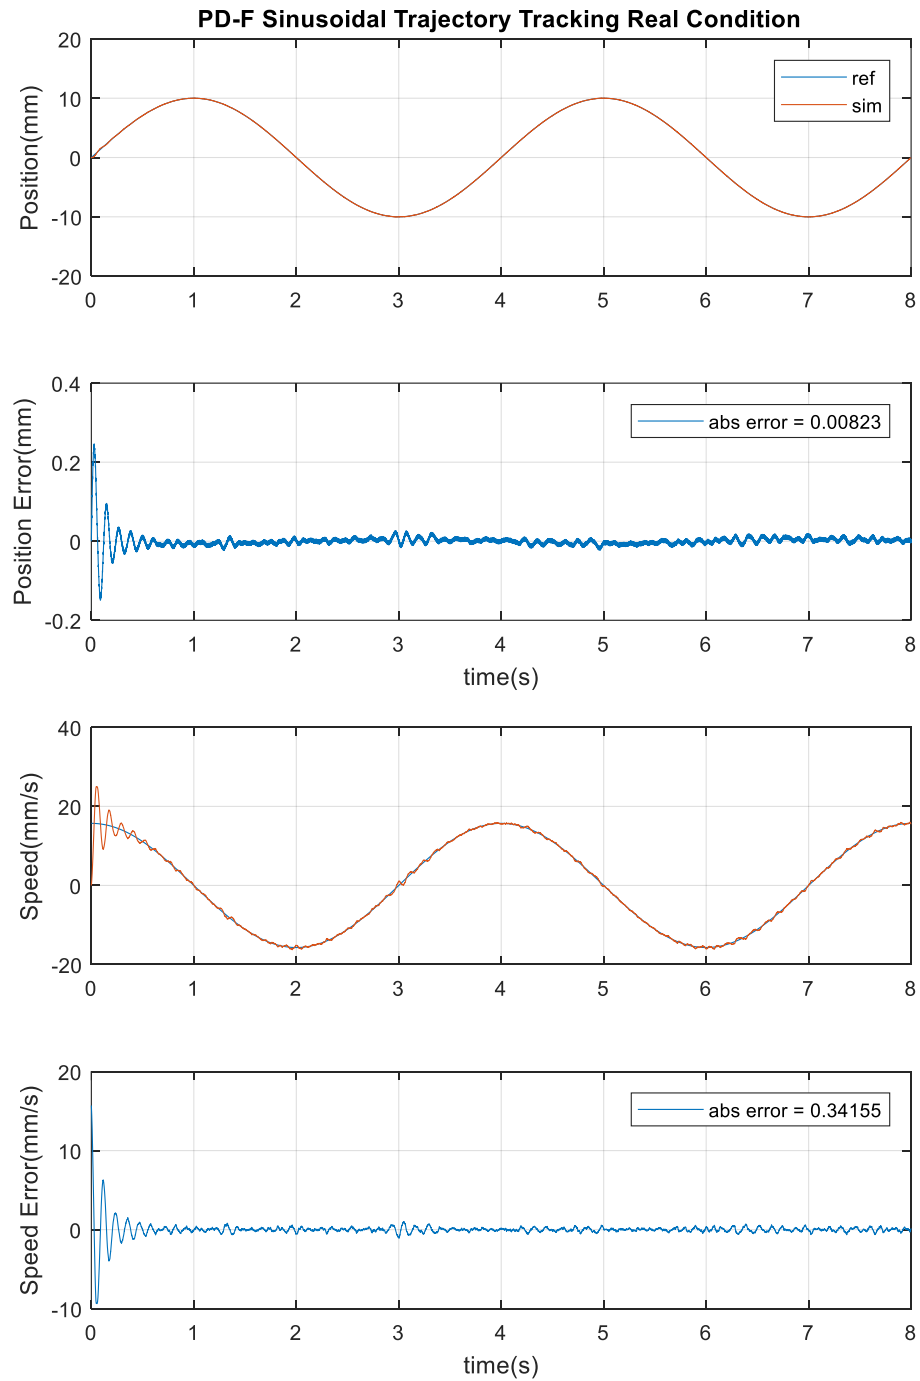 PD-F Sinusoidal Trajectory Tracking Real Condition
20
10
0
-10
-20
Position(mm)
ref
sim
0 1 2 3 4 5 6 7 8
0.4
0.2
0
-0.2
Position Error(mm)
abs error = 0.00823
0 1 2 3 4 5 6 7 8
time(s)
40
20
0
-20
Speed(mm/s)
0 1 2 3 4 5 6 7 8
20
10
0
-10
Speed Error(mm/s)
abs error = 0.34155
0 1 2 3 4 5 6 7 8
time(s)